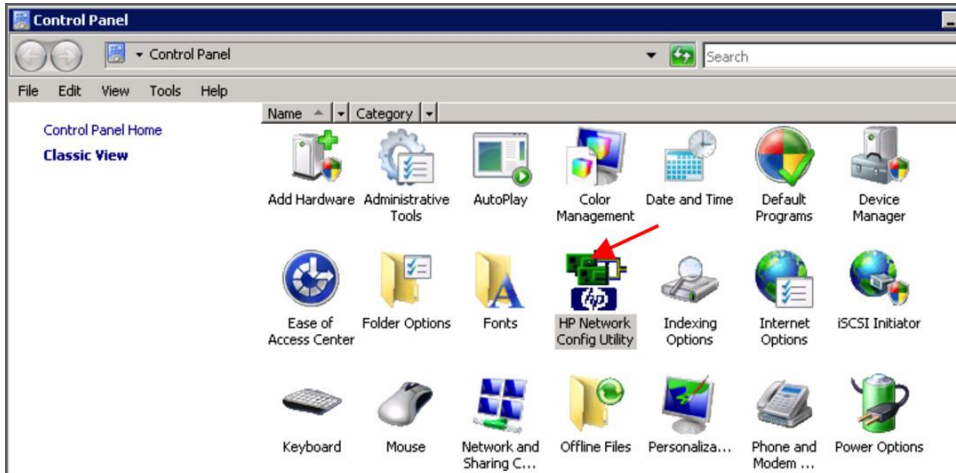 Control Panel
Control Panel
Search
File Edit View Tools Help
Name Category
Control Panel Home
Classic View
Add Hardware
Administrative
Tools
AutoPlay
Color
Management
Date and Time
Default
Programs
Device
Manager
Ease of
Access Center
Folder Options
Fonts
hp
HP Network
Config Utility
Indexing
Options
Internet
Options
iSCSI Initiator
Keyboard
Mouse
Network and
Sharing C...
Offline Files
Personaliza...
Phone and
Modem ...
Power Options